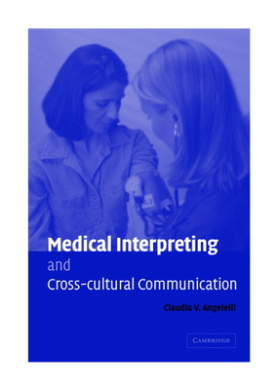 Medical Interpreting
and
Cross-cultural Communication
Claudia V. Angelelli
CAMBRIDGE